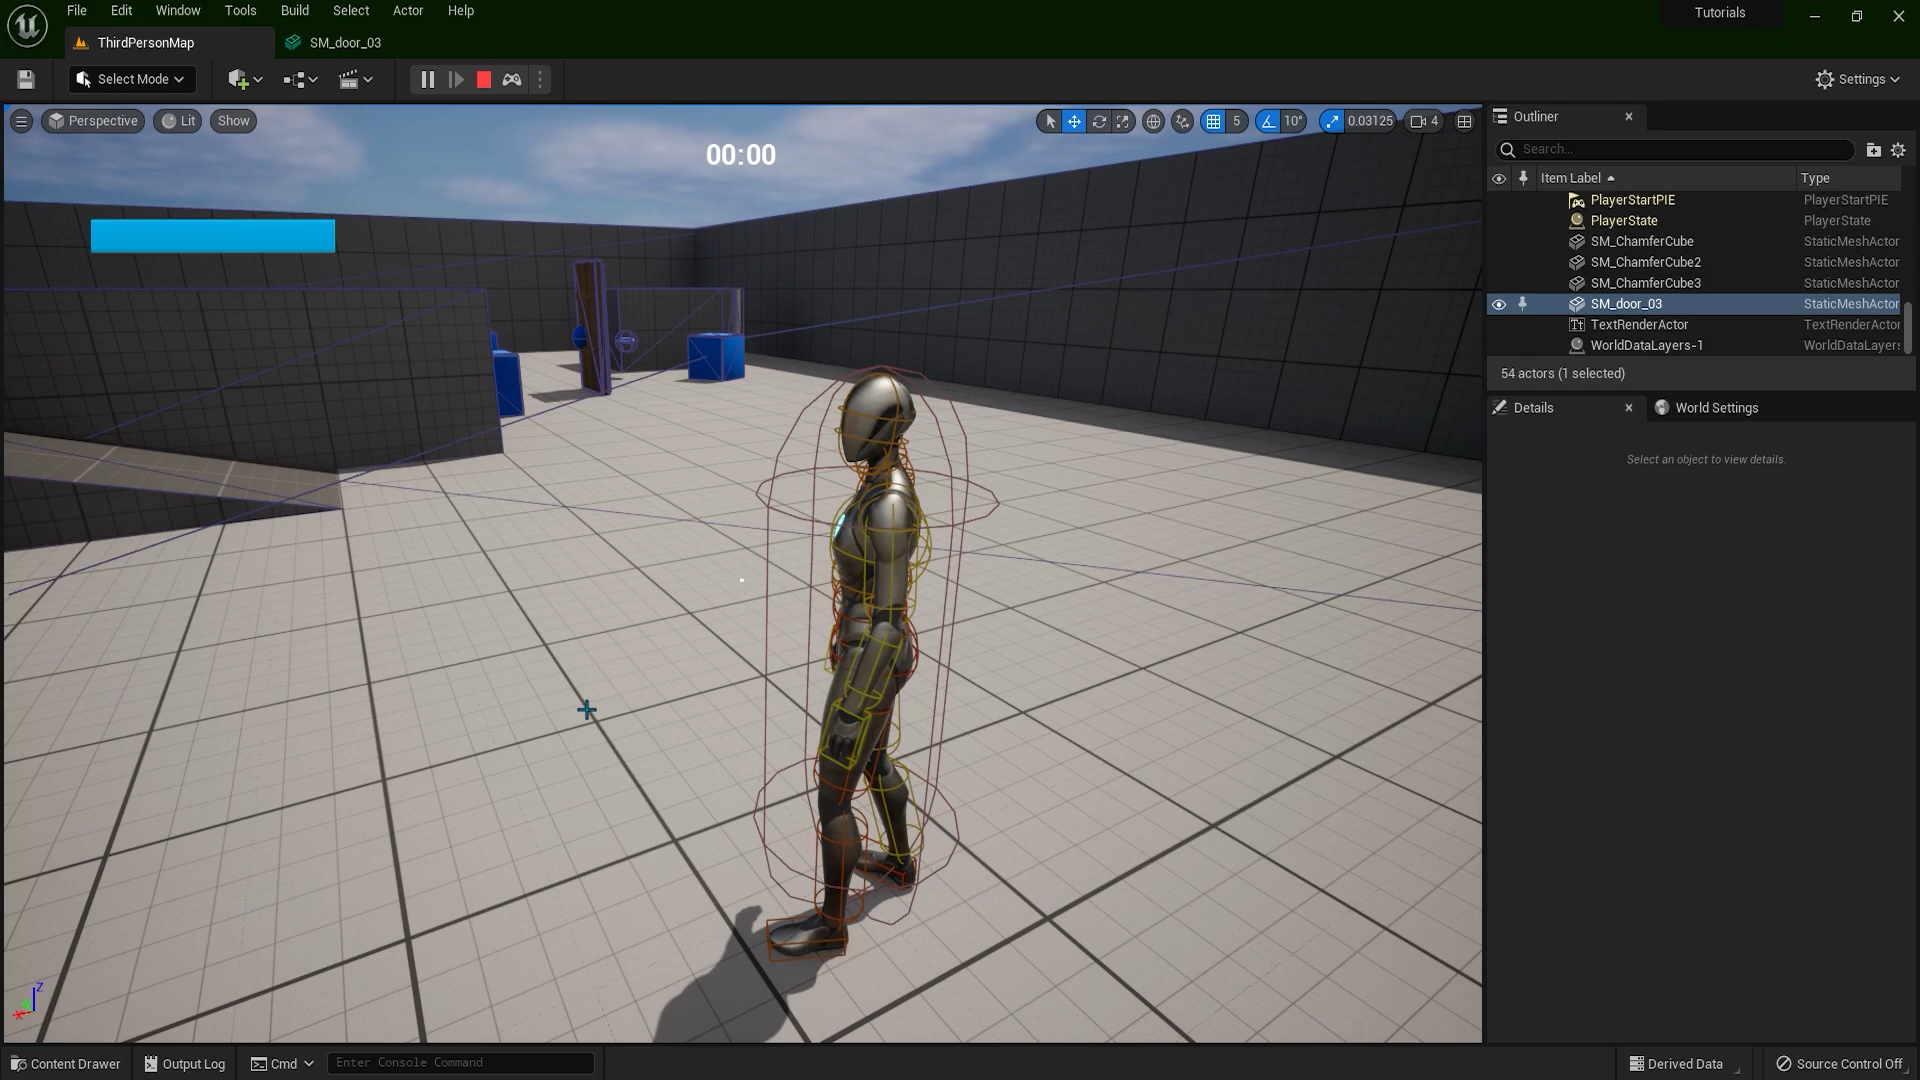 File Edit Window Tools Build Select Actor Help
Tutorials
ThirdPersonMap SM_door_03
Select Mode Settings
Perspective Lit Show 5 10° 0.03125 4
00:00
Outliner
Search...
Item Label Type
PlayerStartPIE PlayerStartPIE
PlayerState PlayerState
SM_ChamferCube StaticMeshActor
SM_ChamferCube2 StaticMeshActor
SM_ChamferCube3 StaticMeshActor
SM_door_03 StaticMeshActor
TextRenderActor TextRenderActor
WorldDataLayers-1 WorldDataLayers
54 actors (1 selected)
Details World Settings
Select an object to view details.
Z
X
Content Drawer Output Log Cmd Enter Console Command Derived Data Source Control Off